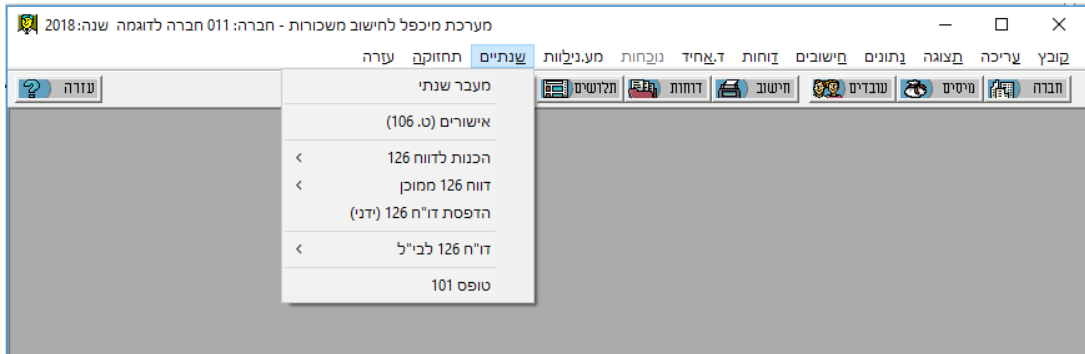 מערכת מיכפל לחישוב משכורות - חברה: 011 חברה לדוגמה שנה: 2018
קובץ עריכה תצוגה נתונים חישובים דוחות ד.אחיד נוכחות מע.נילוות שנתיים תחזוקה עזרה
חברה מיסים עובדים חישוב דוחות תלושים עזרה
מעבר שנתי
אישורים (ט. 106)
הכנות לדווח 126
דווח 126 ממוכן
הדפסת דו"ח 126 (ידני)
דו"ח 126 לבי"ל
טופס 101